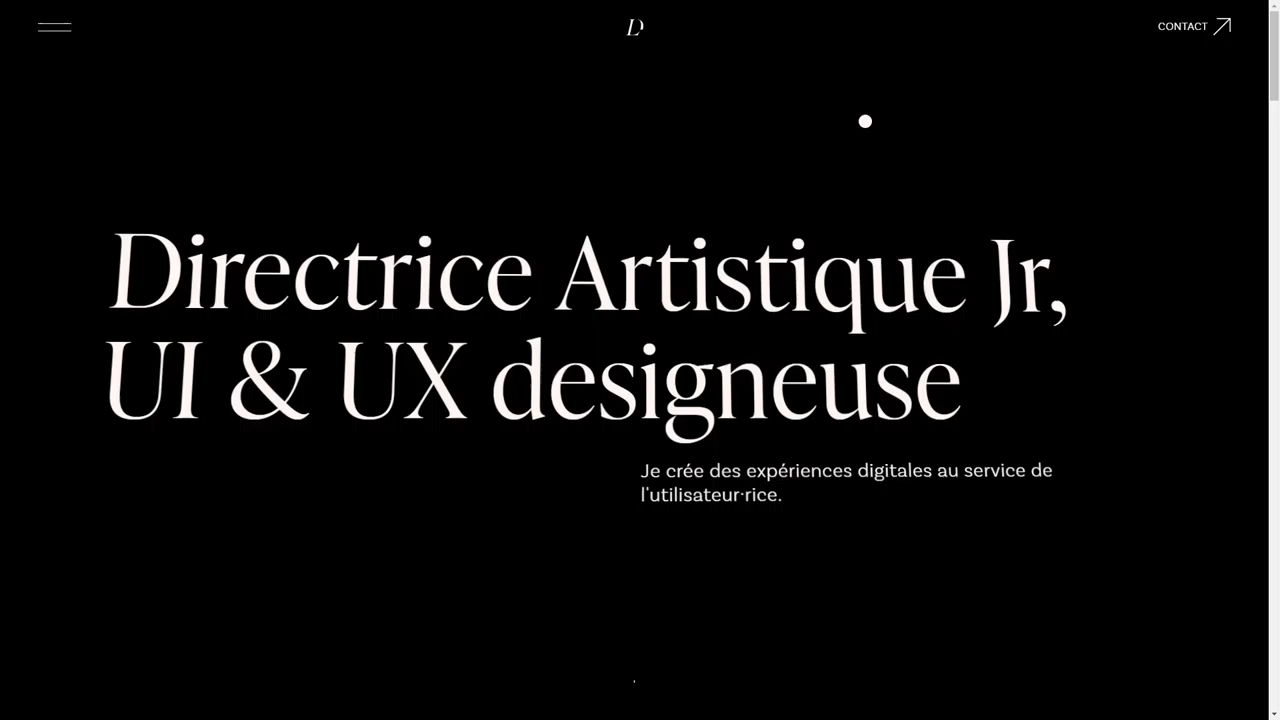 D
CONTACT
Directrice Artistique Jr,
UI & UX designeuse
Je crée des expériences digitales au service de
l'utilisateur·rice.